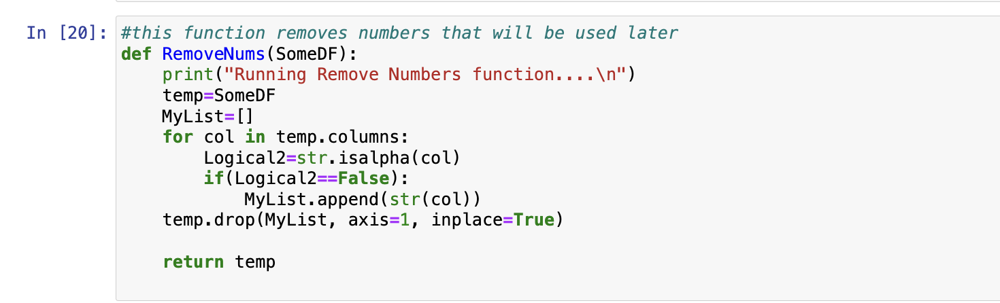 In [20]: #this function removes numbers that will be used later
def RemoveNums(SomeDF):
    print("Running Remove Numbers function....\n")
    temp=SomeDF
    MyList=[]
    for col in temp.columns:
        Logical2=str.isalpha(col)
        if(Logical2==False):
            MyList.append(str(col))
    temp.drop(MyList, axis=1, inplace=True)
    return temp